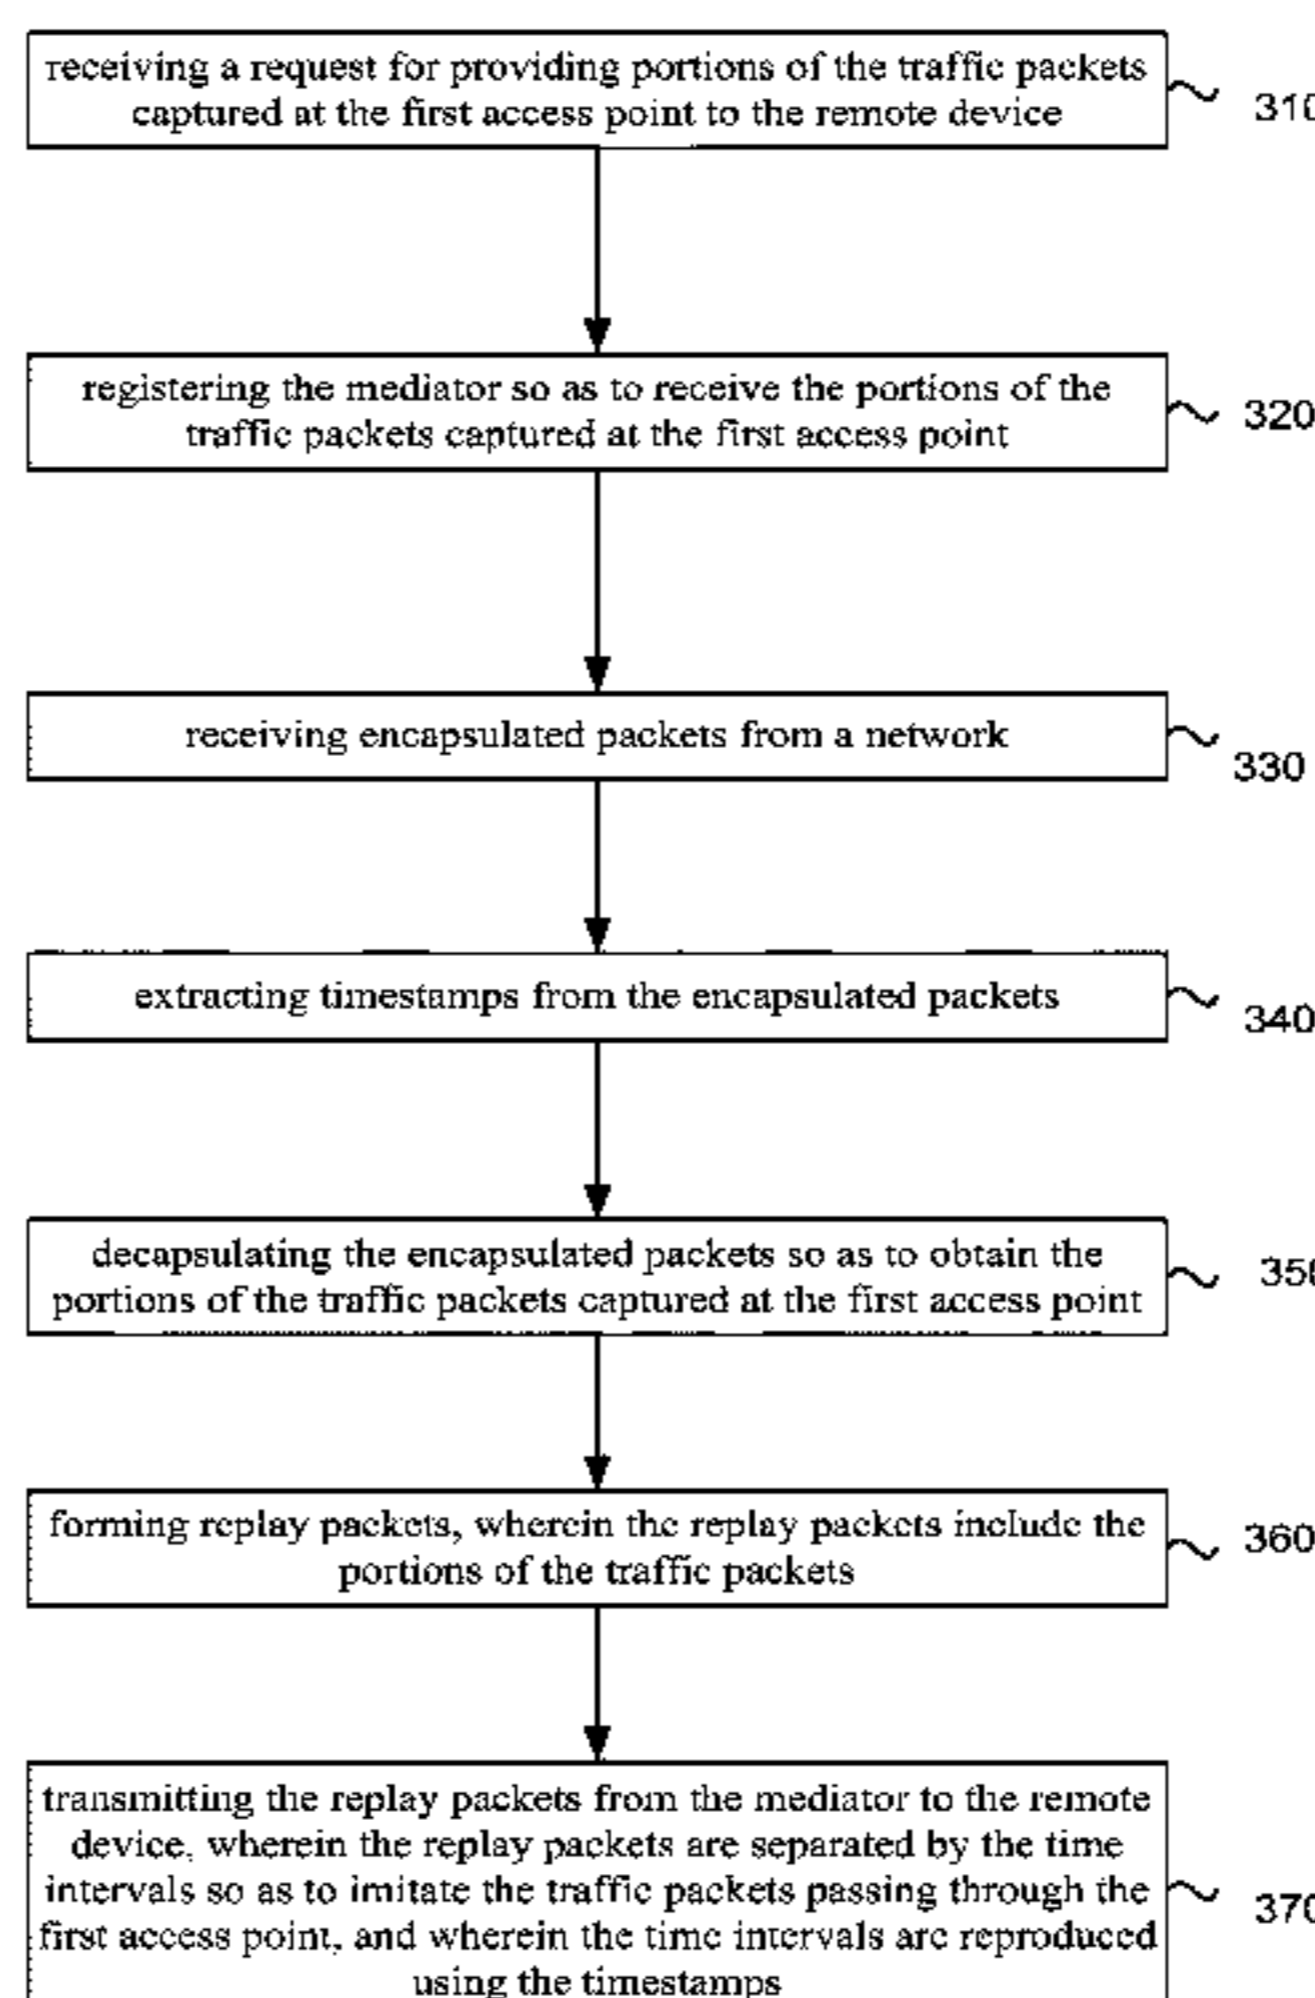 receiving a request for providing portions of the traffic packets
captured at the first access point to the remote device
310
registering the mediator so as to receive the portions of the
traffic packets captured at the first access point
320
receiving encapsulated packets from a network
330
extracting timestamps from the encapsulated packets
340
decapsulating the encapsulated packets so as to obtain the
portions of the traffic packets captured at the first access point
350
forming replay packets, wherein the replay packets include the
portions of the traffic packets
360
transmitting the replay packets from the mediator to the remote
device, wherein the replay packets are separated by the time
intervals so as to imitate the traffic packets passing through the
first access point, and wherein the time intervals are reproduced
using the timestamps
370